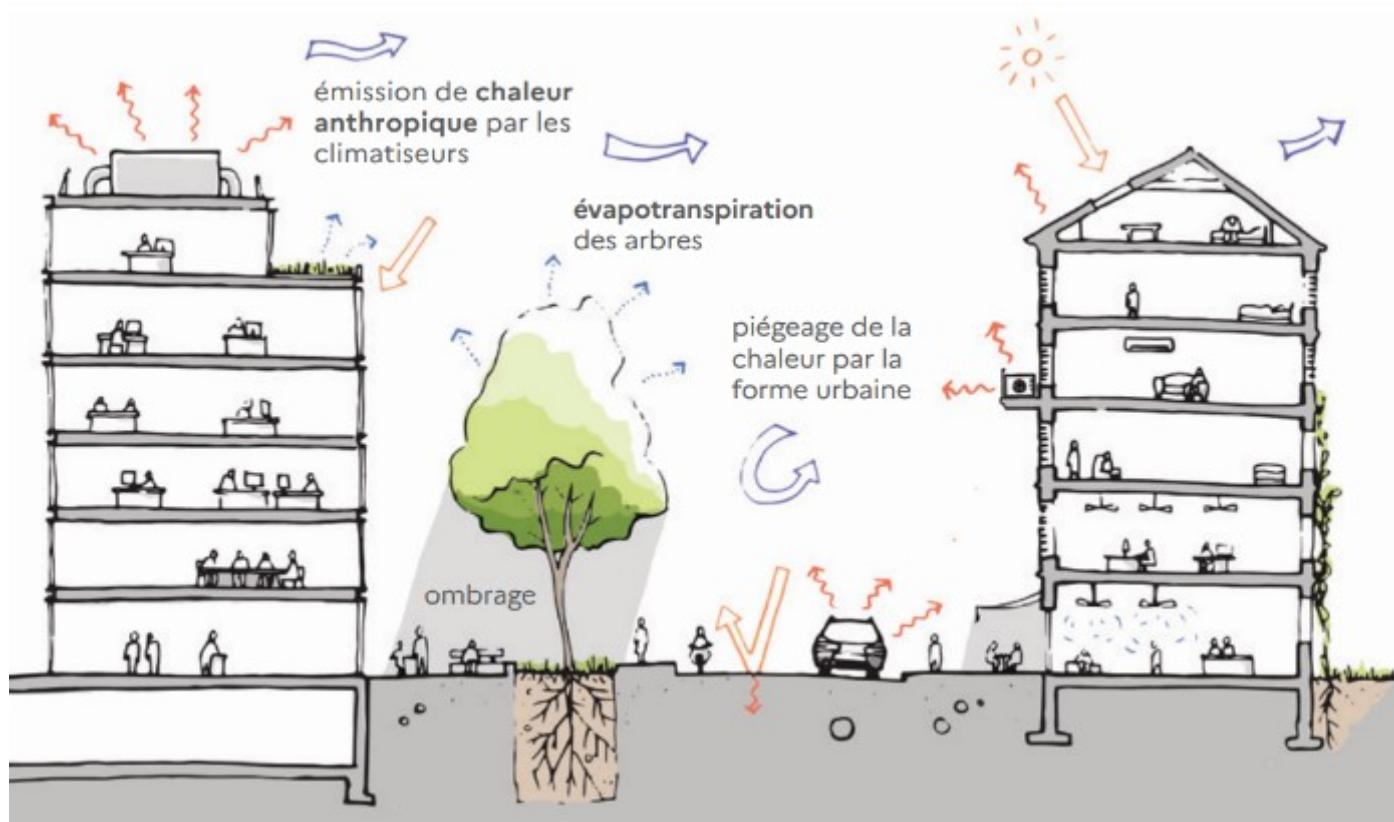 émission de chaleur
anthropique par les
climatiseurs
évapotranspiration
des arbres
piégeage de la
chaleur par la
forme urbaine
ombrage